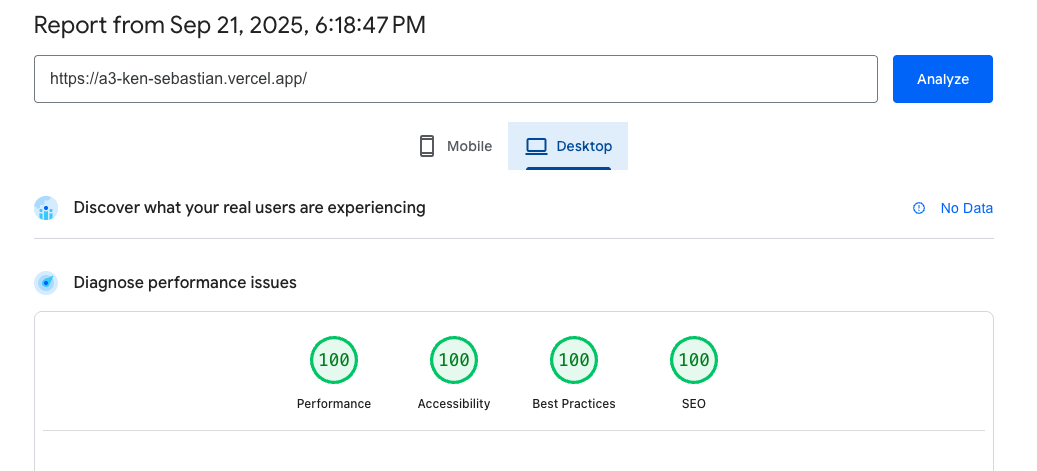 Report from Sep 21, 2025, 6:18:47 PM
https://a3-ken-sebastian.vercel.app/
Analyze
Mobile
Desktop
Discover what your real users are experiencing
No Data
Diagnose performance issues
100
100
100
100
Performance
Accessibility
Best Practices
SEO